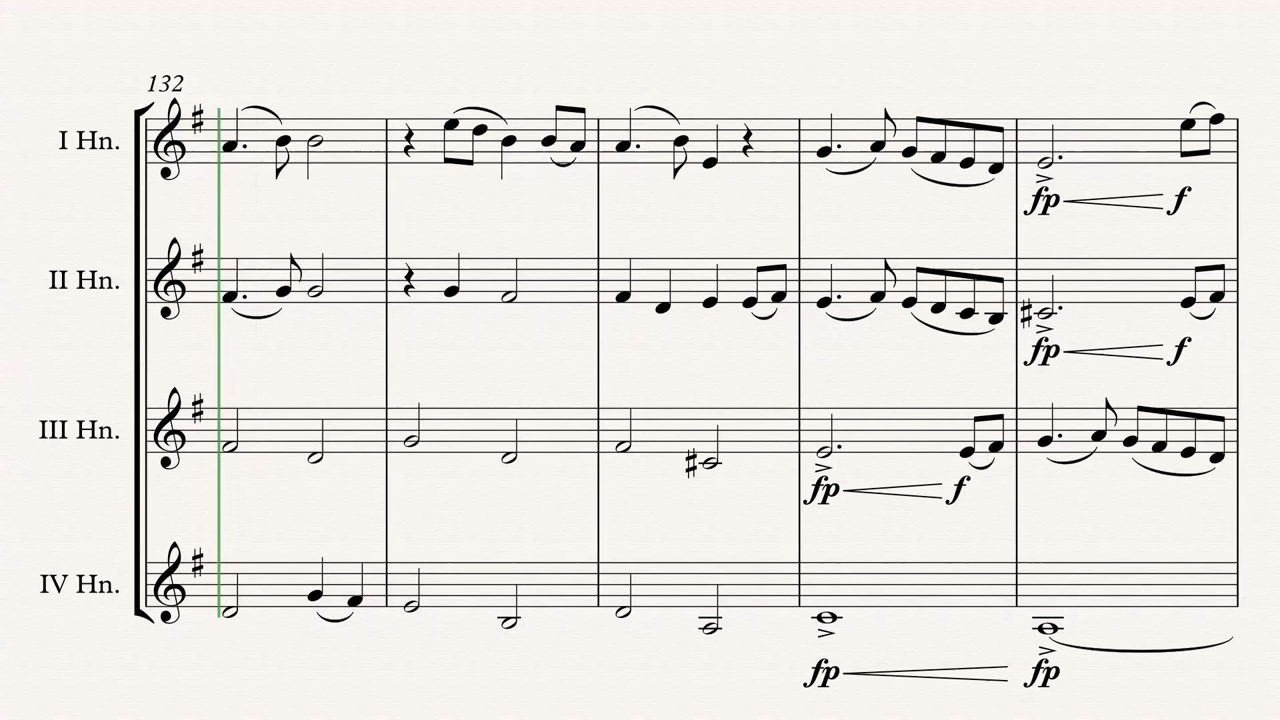 132
I Hn.
fp f
II Hn.
fp f
III Hn.
fp f
IV Hn.
fp fp